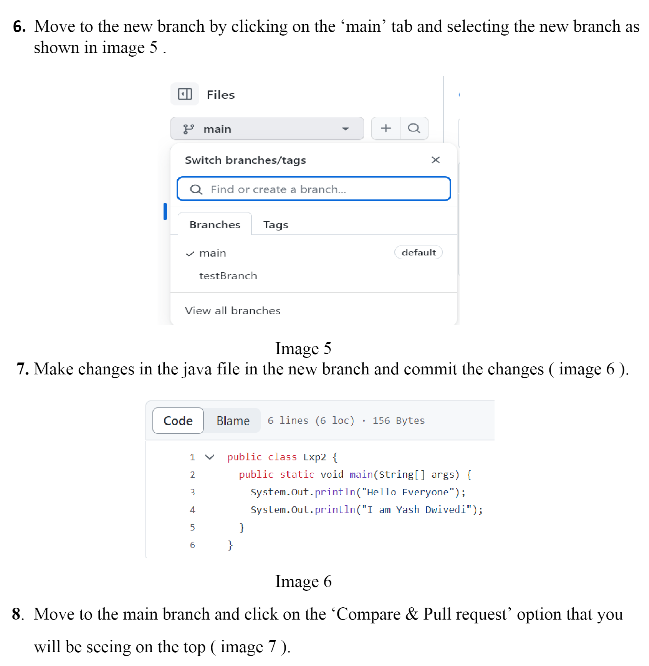 6. Move to the new branch by clicking on the ‘main’ tab and selecting the new branch as
shown in image 5 .
Files
main
Switch branches/tags
Find or create a branch...
Branches Tags
main default
testBranch
View all branches
Image 5
7. Make changes in the java file in the new branch and commit the changes ( image 6 ).
Code Blame 6 lines (6 loc) · 156 Bytes
1 public class Exp2 {
2 public static void main(String[] args) {
3 System.Out.println("Hello Everyone");
4 System.Out.println("I am Yash Dwivedi");
5 }
6 }
Image 6
8. Move to the main branch and click on the ‘Compare & Pull request’ option that you
will be seeing on the top ( image 7 ).